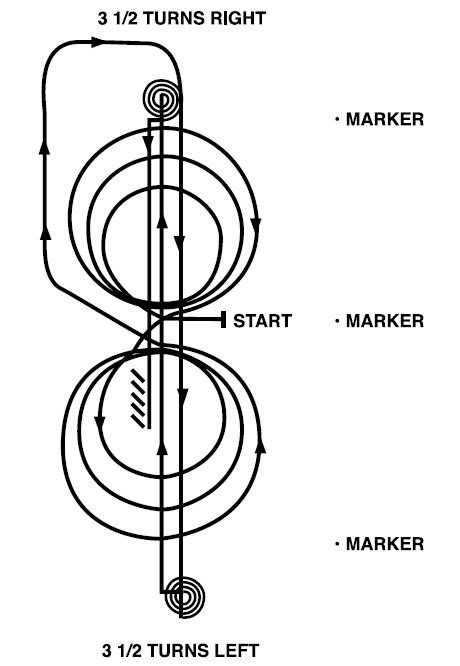 3 1/2 TURNS RIGHT
• MARKER
START
• MARKER
• MARKER
3 1/2 TURNS LEFT